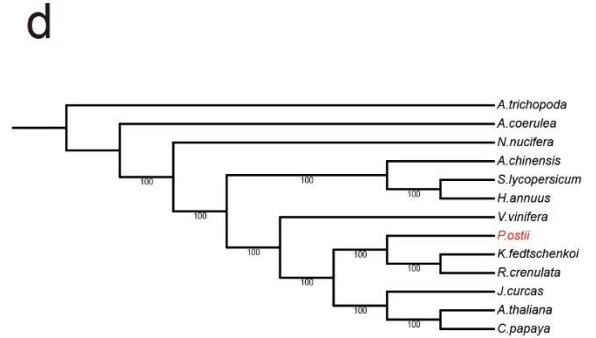 d
A.trichopoda
A.coerulea
N.nucifera
100
A.chinensis
100
S.lycopersicum
100
H.annuus
100
V.vinifera
100
P.ostii
100
K.fedtschenkoi
100
R.crenulata
100
J.curcas
100
A.thaliana
100
C.papaya